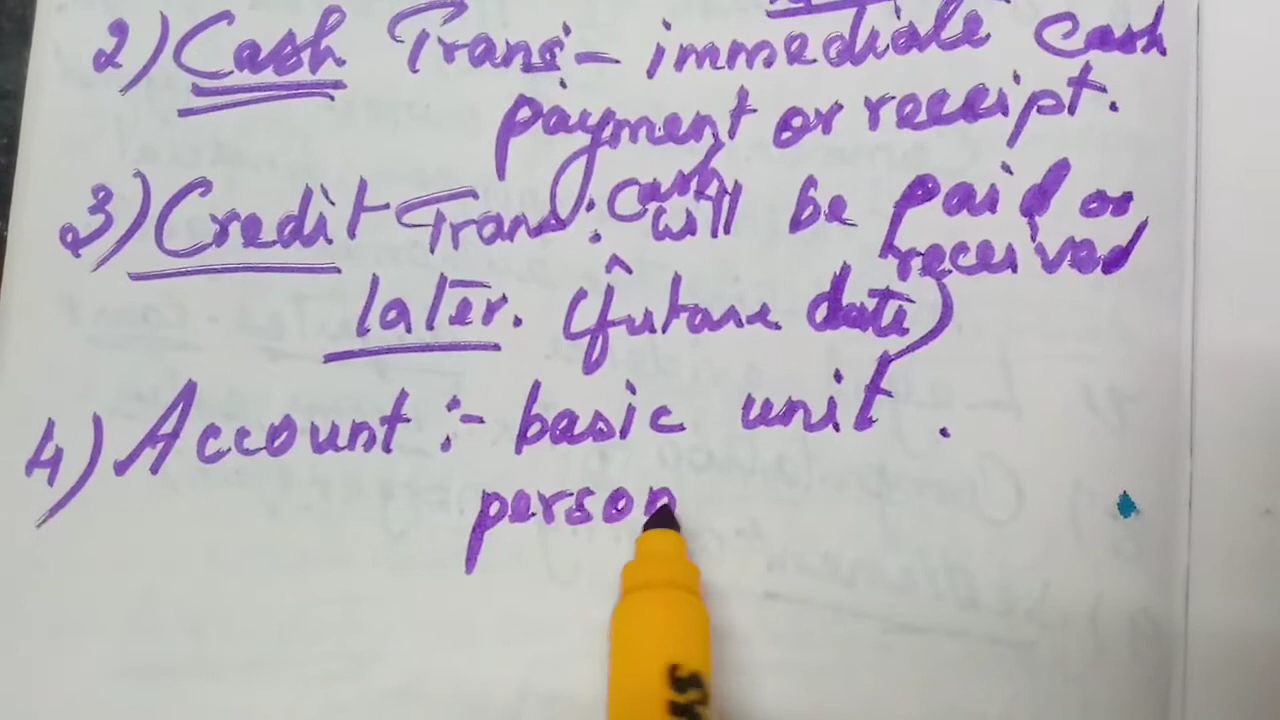 2) Cash Trans:- immediate cash
payment or receipt.
3) Credit Trans: cash will be paid or received
later. (future date)
4) Account :- basic unit.
person